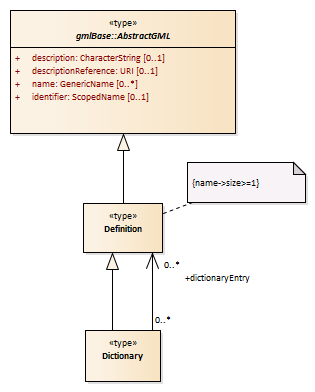 «type»
gmlBase::AbstractGML
+ description: CharacterString [0..1]
+ descriptionReference: URI [0..1]
+ name: GenericName [0..*]
+ identifier: ScopedName [0..1]
{name->size>=1}
«type»
Definition
0..*
+dictionaryEntry
0..*
«type»
Dictionary